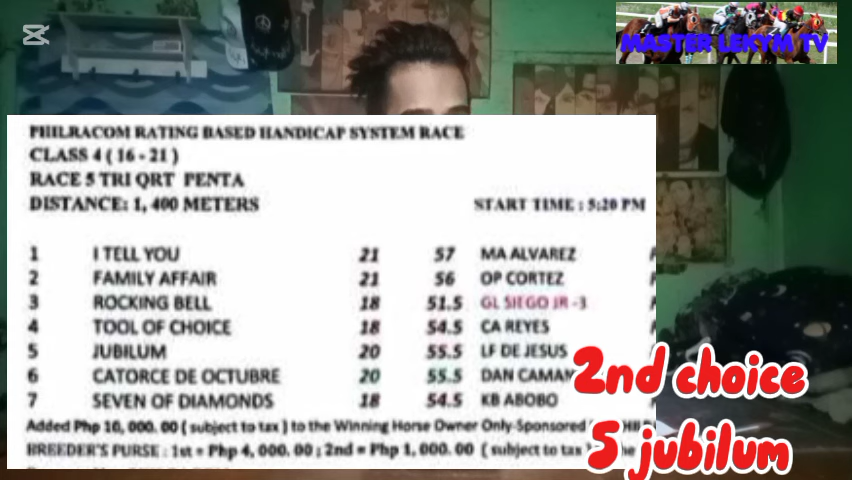 MASTER LEKYM TV
PHILRACOM RATING BASED HANDICAP SYSTEM RACE
CLASS 4 ( 16 - 21 )
RACE 5 TRI QRT PENTA
DISTANCE: 1, 400 METERS START TIME : 5:20 PM
1 I TELL YOU 21 57 MA ALVAREZ
2 FAMILY AFFAIR 21 56 OP CORTEZ
3 ROCKING BELL 18 51.5 GL SIEGO JR -3
4 TOOL OF CHOICE 18 54.5 CA REYES
5 JUBILUM 20 55.5 LF DE JESUS
6 CATORCE DE OCTUBRE 20 55.5 DAN CAMAN
7 SEVEN OF DIAMONDS 18 54.5 KB ABOBO
2nd choice
5 jubilum
Added Php 10, 000. 00 ( subject to tax ) to the Winning Horse Owner Only-Sponsored
BREEDER'S PURSE : 1st = Php 4, 000. 00 ; 2nd = Php 1, 000. 00 ( subject to tax